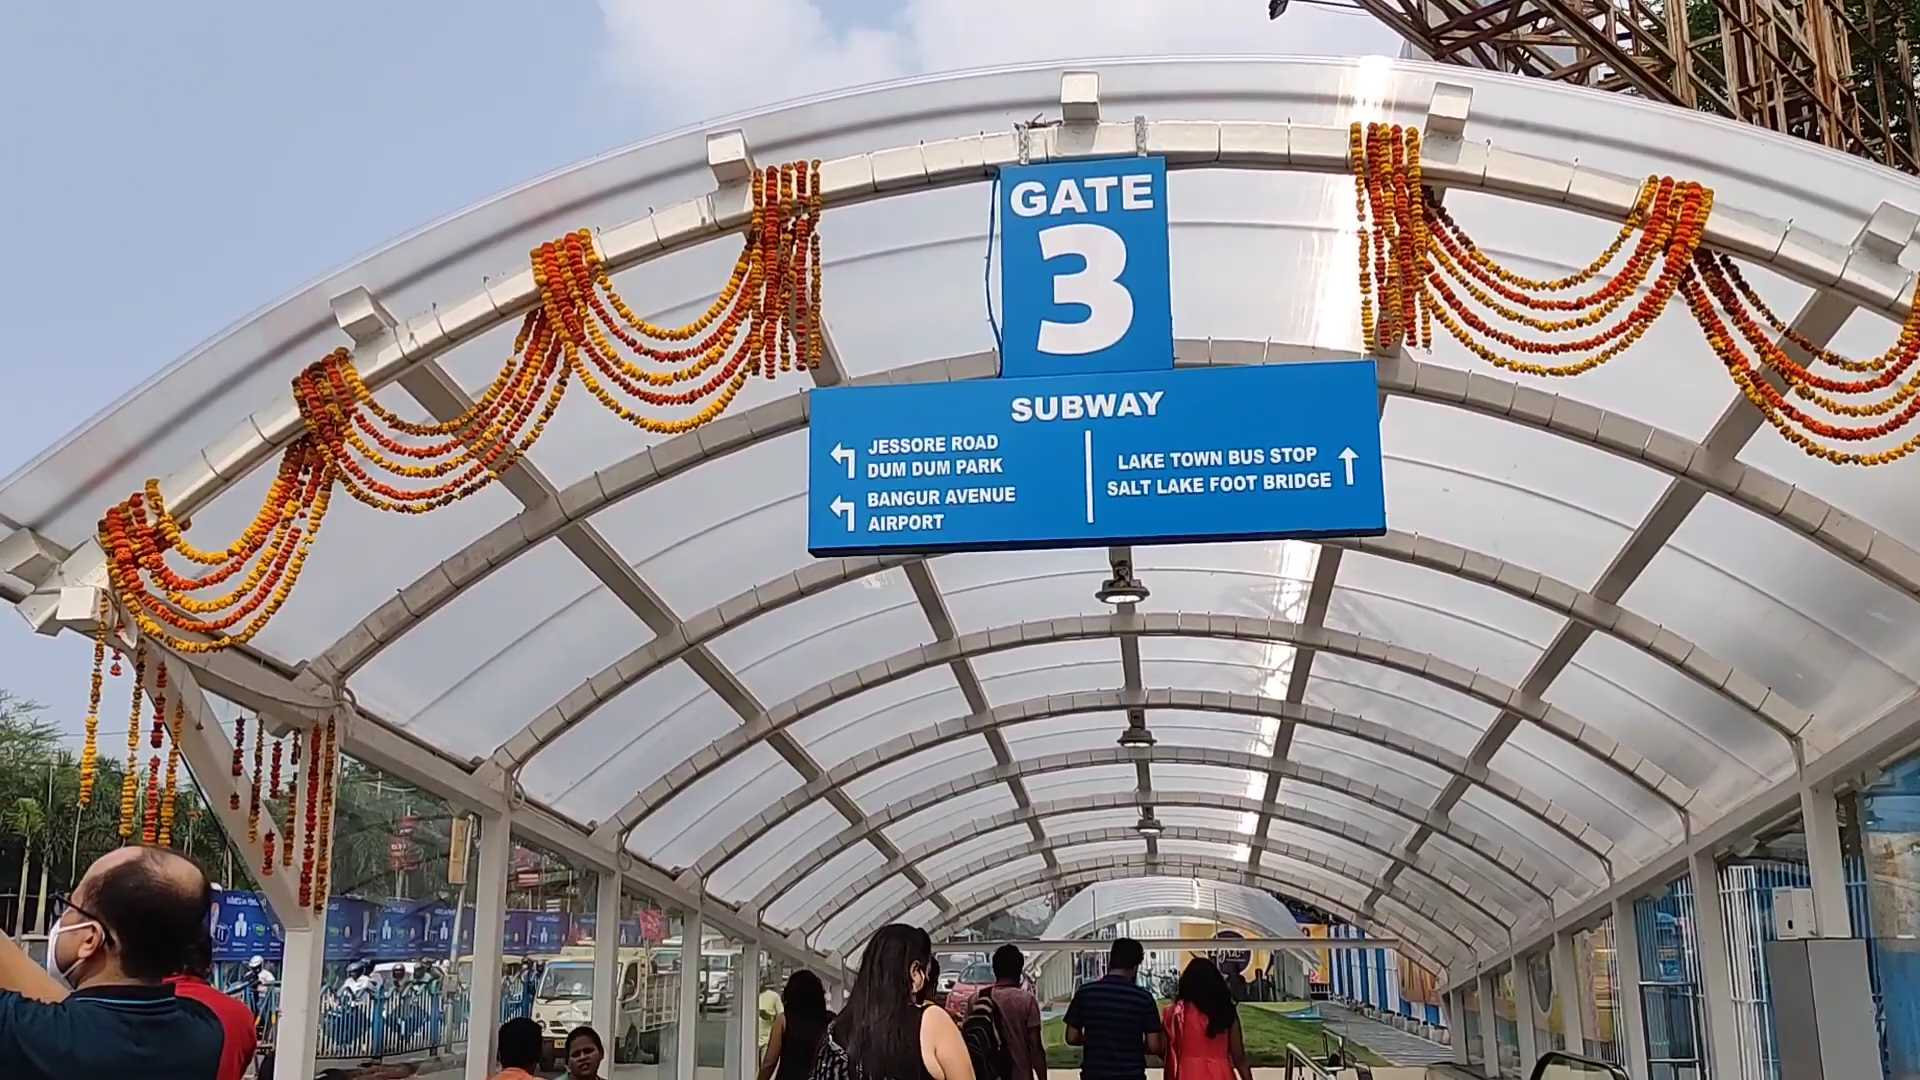 GATE
3
SUBWAY
JESSORE ROAD
DUM DUM PARK
BANGUR AVENUE
AIRPORT
LAKE TOWN BUS STOP
SALT LAKE FOOT BRIDGE